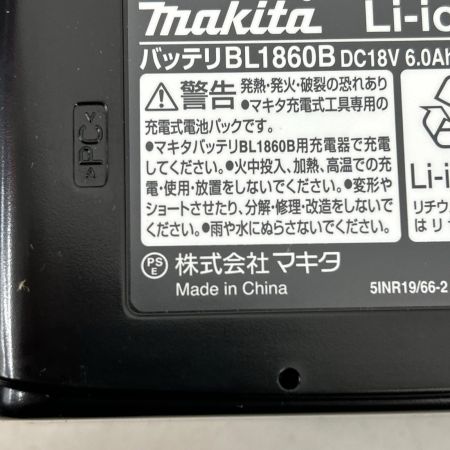 makita Li-ic
バッテリBL1860B DC18V 6.0Ah
警告 発熱・発火・破裂の恐れあり
●マキタ充電式工具専用の
充電式電池パックです。
●マキタバッテリBL1860B用充電器で充電
してください。●火中投入、加熱、高温での充
電・使用・放置をしないでください。●変形や
ショートさせたり、分解・修理・改造をしないで
ください。●雨や水にぬらさないでください。
Li-i
リチウ
はリ
PSE 株式会社 マキタ
Made in China
5INR19/66-2
>PC<